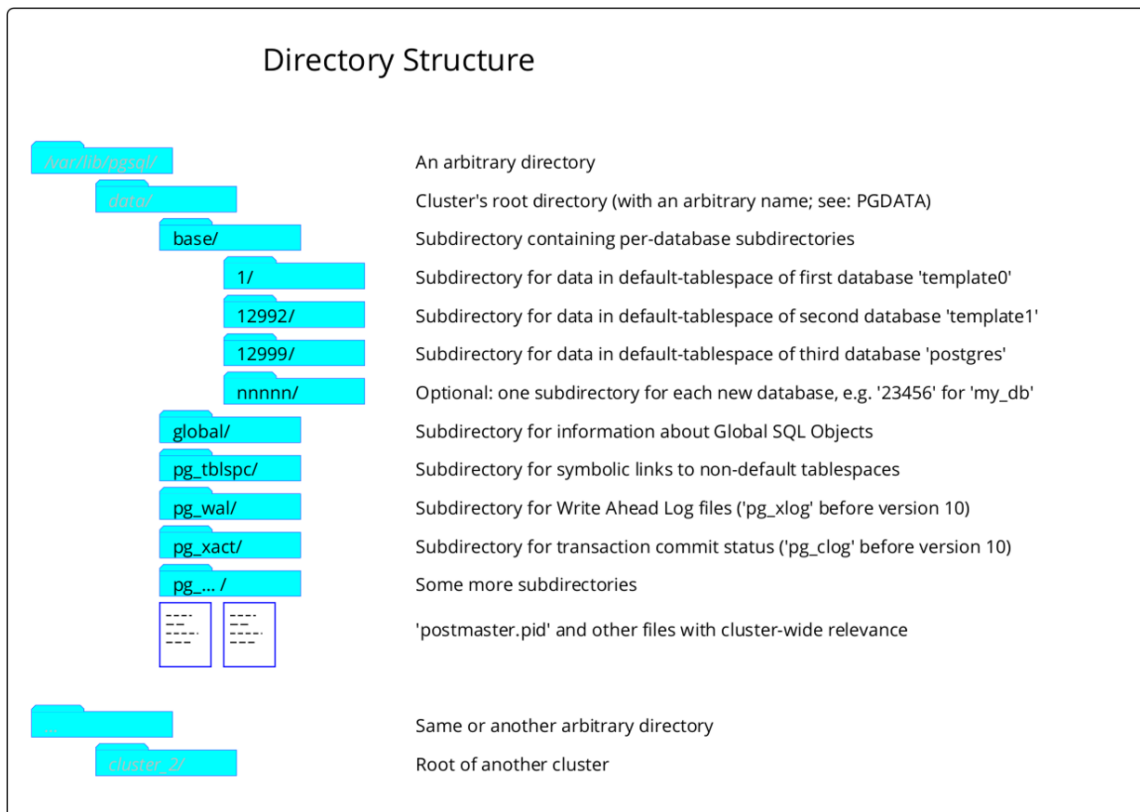 Directory Structure
/var/lib/pgsql/ An arbitrary directory
data/ Cluster's root directory (with an arbitrary name; see: PGDATA)
base/ Subdirectory containing per-database subdirectories
1/ Subdirectory for data in default-tablespace of first database 'template0'
12992/ Subdirectory for data in default-tablespace of second database 'template1'
12999/ Subdirectory for data in default-tablespace of third database 'postgres'
nnnnn/ Optional: one subdirectory for each new database, e.g. '23456' for 'my_db'
global/ Subdirectory for information about Global SQL Objects
pg_tblspc/ Subdirectory for symbolic links to non-default tablespaces
pg_wal/ Subdirectory for Write Ahead Log files ('pg_xlog' before version 10)
pg_xact/ Subdirectory for transaction commit status ('pg_clog' before version 10)
pg_... / Some more subdirectories
'postmaster.pid' and other files with cluster-wide relevance
... Same or another arbitrary directory
cluster_2/ Root of another cluster